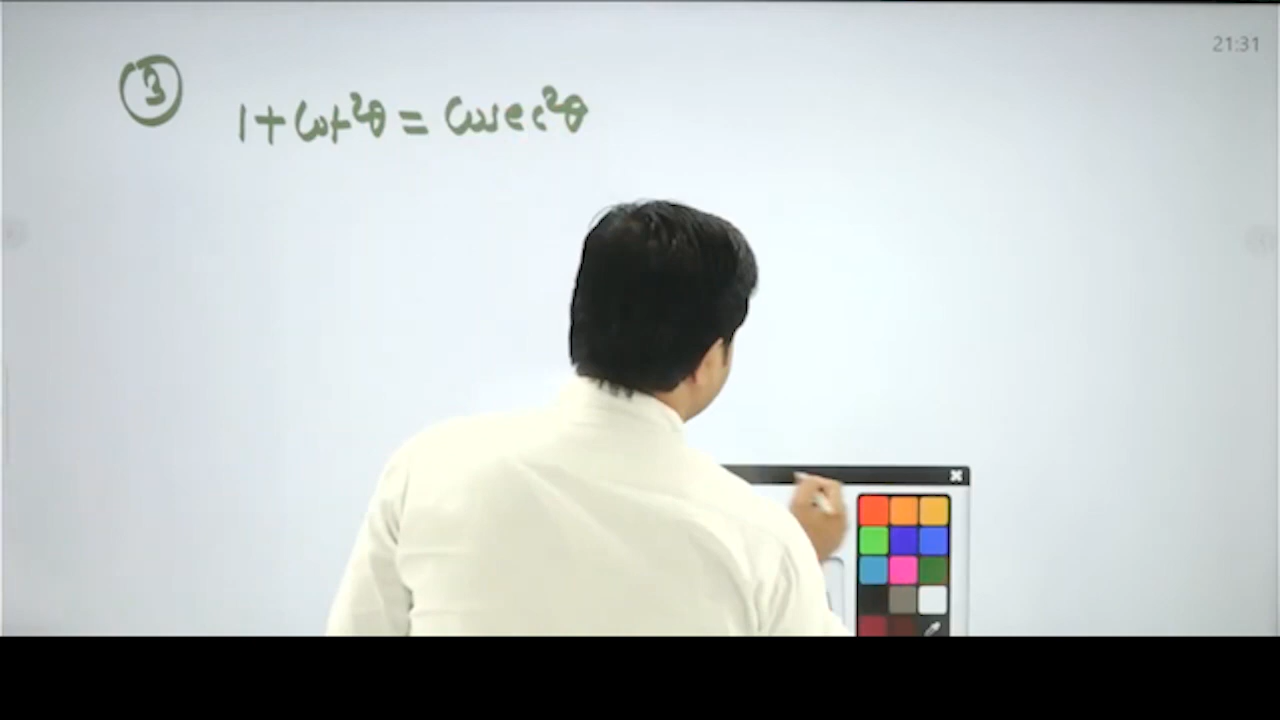 21:31
③ 1 + cot²θ = cosec²θ